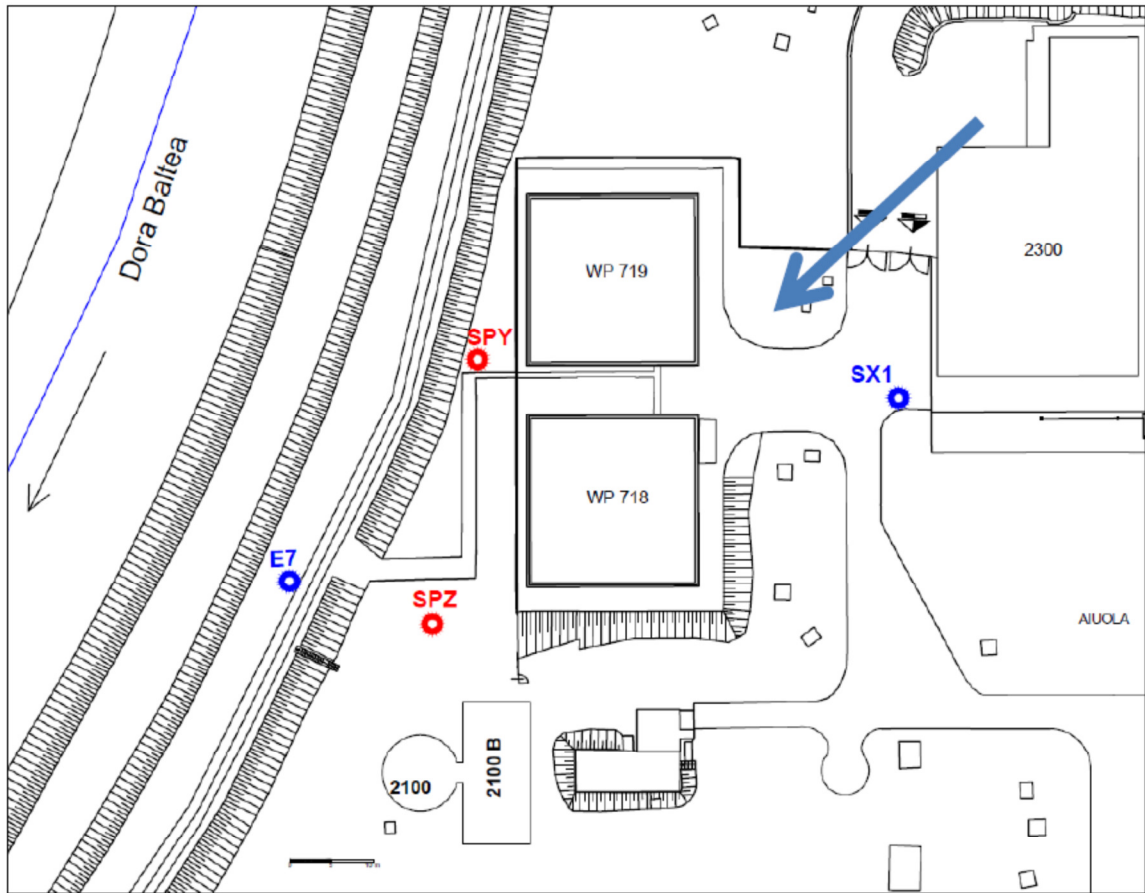 Dora Baltea
WP 719
2300
SPY
SX1
WP 718
E7
SPZ
AIUOLA
2100
2100 B